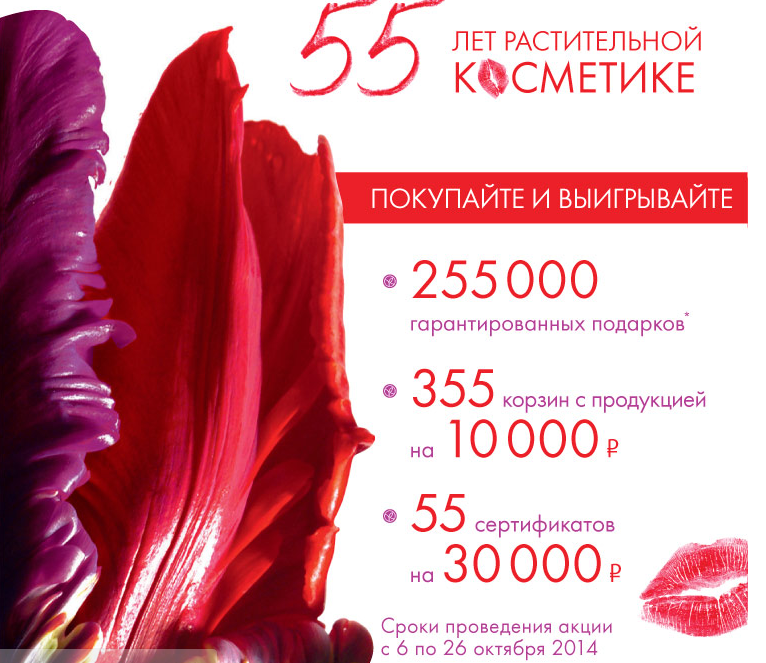 55 ЛЕТ РАСТИТЕЛЬНОЙ
КОСМЕТИКЕ
ПОКУПАЙТЕ И ВЫИГРЫВАЙТЕ
255 000
гарантированных подарков*
355 корзин с продукцией
на 10 000 ₽
55 сертификатов
на 30 000 ₽
Сроки проведения акции
с 6 по 26 октября 2014